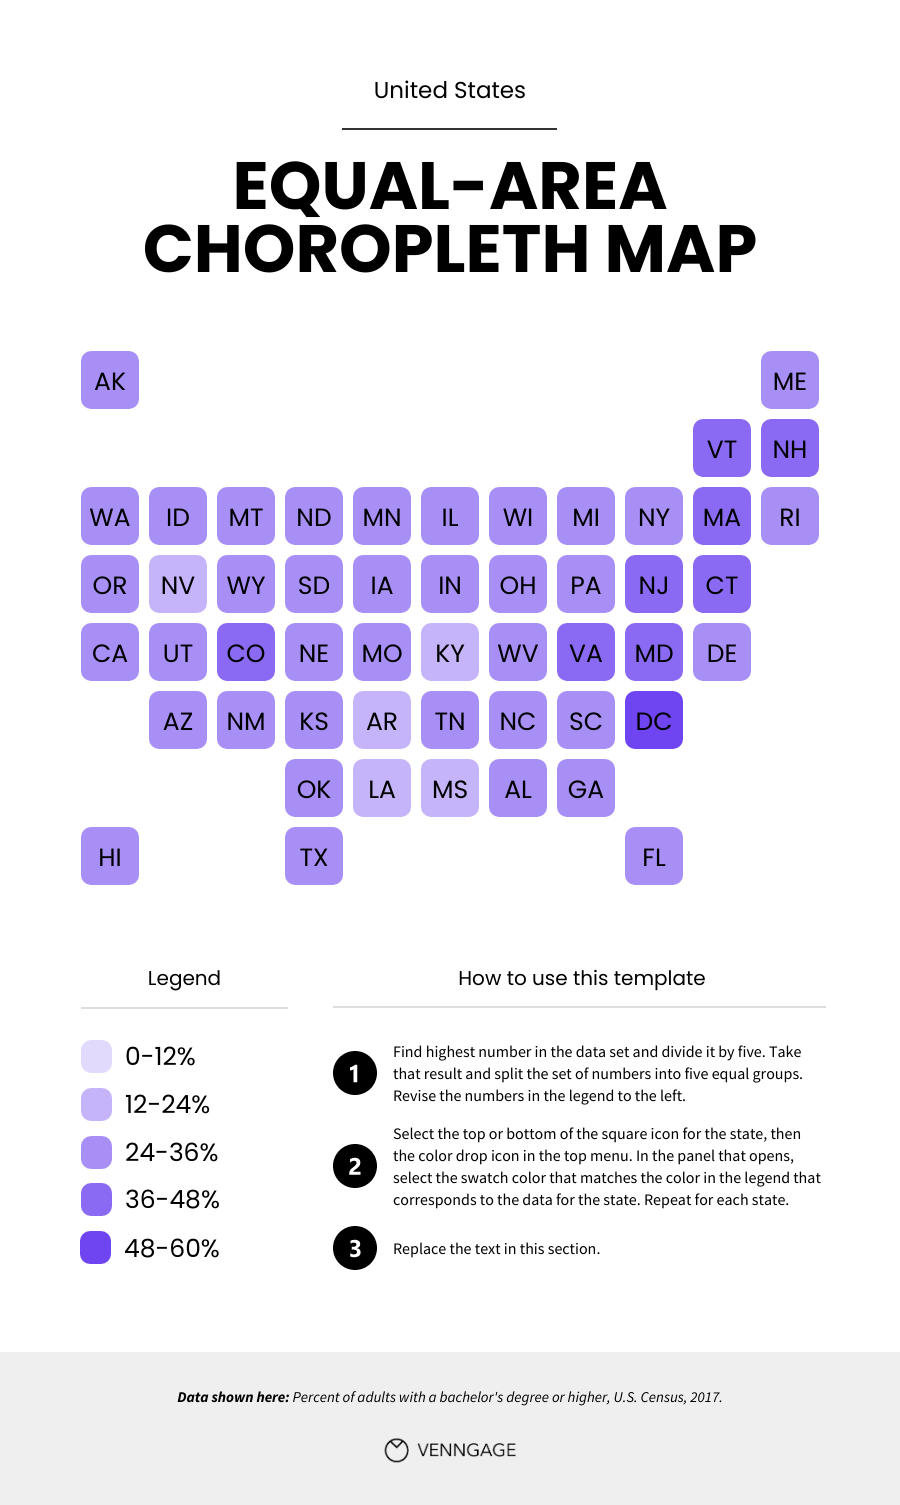 United States
EQUAL-AREA
CHOROPLETH MAP
AK ME
VT NH
WA ID MT ND MN IL WI MI NY MA RI
OR NV WY SD IA IN OH PA NJ CT
CA UT CO NE MO KY WV VA MD DE
AZ NM KS AR TN NC SC DC
OK LA MS AL GA
HI TX FL
Legend
0-12%
12-24%
24-36%
36-48%
48-60%
How to use this template
1
Find highest number in the data set and divide it by five. Take
that result and split the set of numbers into five equal groups.
Revise the numbers in the legend to the left.
2
Select the top or bottom of the square icon for the state, then
the color drop icon in the top menu. In the panel that opens,
select the swatch color that matches the color in the legend that
corresponds to the data for the state. Repeat for each state.
3
Replace the text in this section.
Data shown here: Percent of adults with a bachelor's degree or higher, U.S. Census, 2017.
VENNGAGE